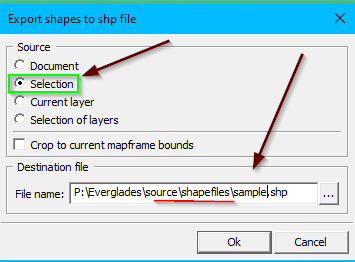 Export shapes to shp file
Source
Document
Selection
Current layer
Selection of layers
Crop to current mapframe bounds
Destination file
File name: P:\Everglades\source\shapefiles\sample.shp ...
Ok Cancel